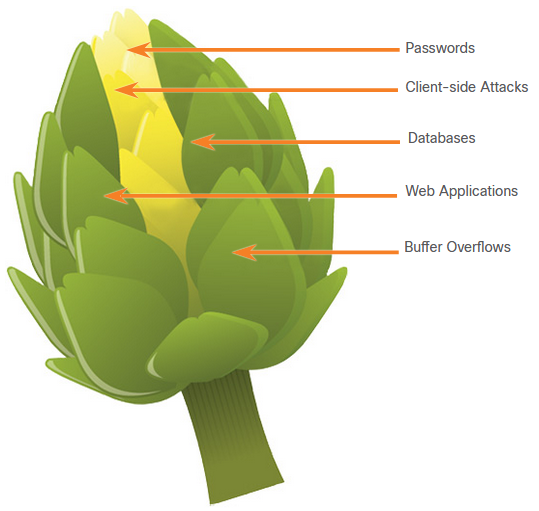 Passwords
Client-side Attacks
Databases
Web Applications
Buffer Overflows